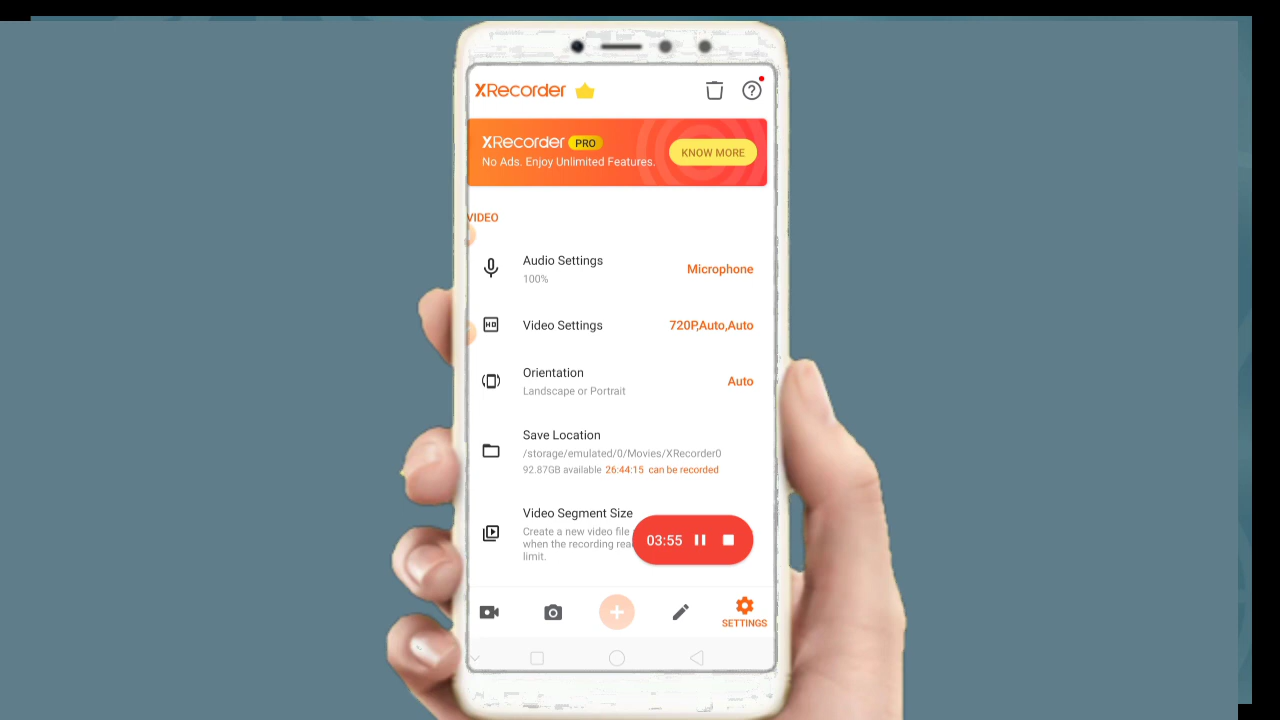 XRecorder
XRecorder PRO
No Ads. Enjoy Unlimited Features.
KNOW MORE
VIDEO
Audio Settings
100%
Microphone
Video Settings
720P,Auto,Auto
Orientation
Landscape or Portrait
Auto
Save Location
/storage/emulated/0/Movies/XRecorder0
92.87GB available 26:44:15 can be recorded
Video Segment Size
Create a new video file
when the recording
limit.
03:55
SETTINGS